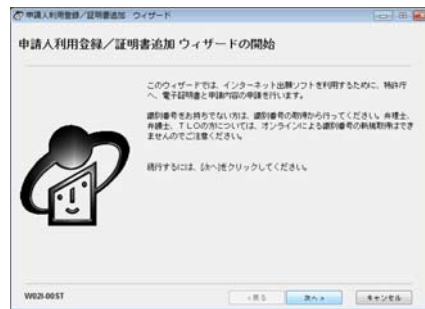 申請人利用登録／証明書追加 ウィザード
申請人利用登録／証明書追加 ウィザードの開始
このウィザードでは、インターネット出願ソフトを利用するために、特許庁
へ、電子証明書と申請内容の申請を行います。
識別番号をお持ちでない方は、識別番号の取得から行ってください。弁理士、
弁護士、ＴＬＯの方については、オンラインによる識別番号の新規取得はでき
ませんのでご注意ください。
続行するには、[次へ]をクリックしてください。
W021-00ST
< 戻る
次へ >
キャンセル